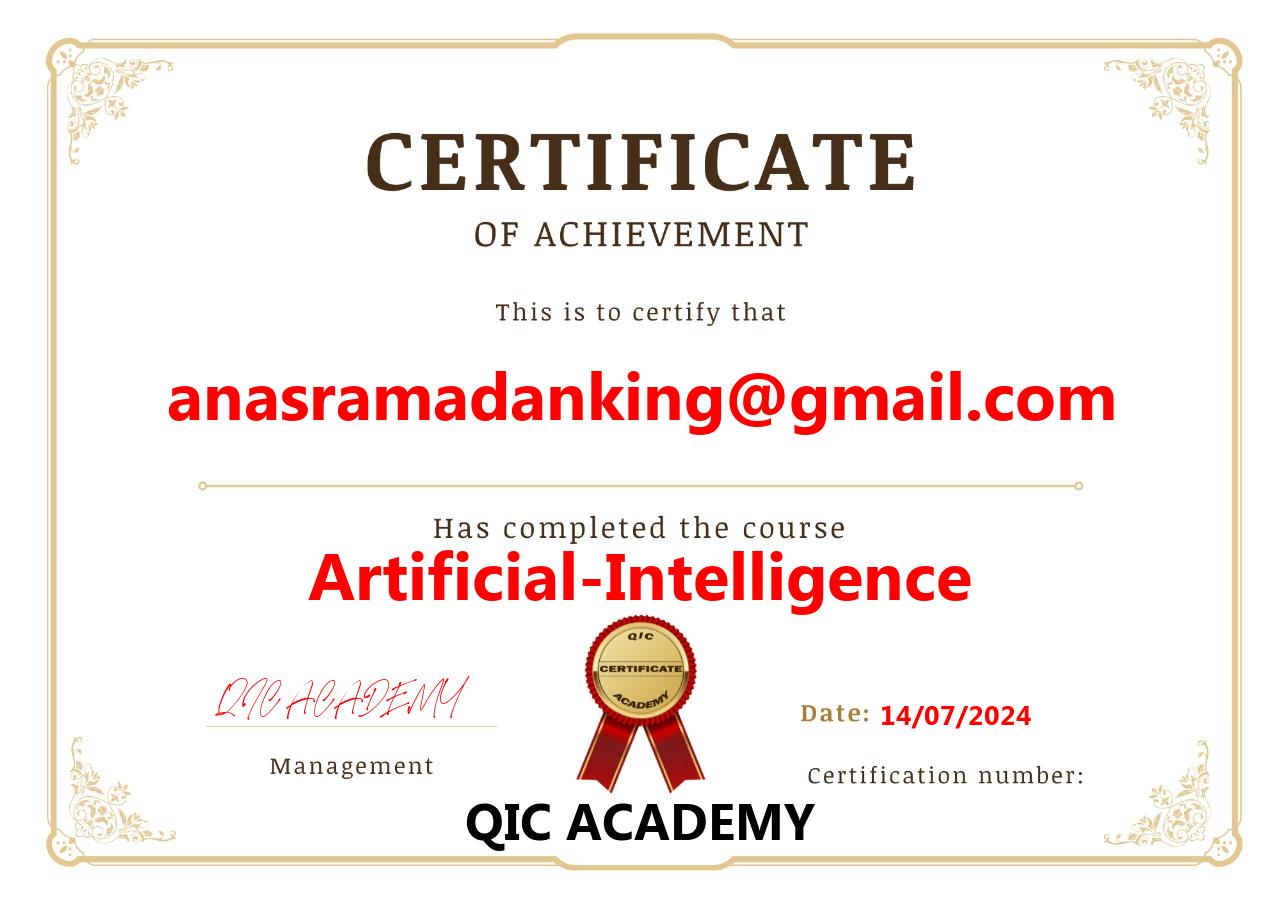 CERTIFICATE
OF ACHIEVEMENT
This is to certify that
anasramadanking@gmail.com
Has completed the course
Artificial-Intelligence
QIC
CERTIFICATE
ACADEMY
QIC ACADEMY
Date: 14/07/2024
Management
Certification number:
QIC ACADEMY